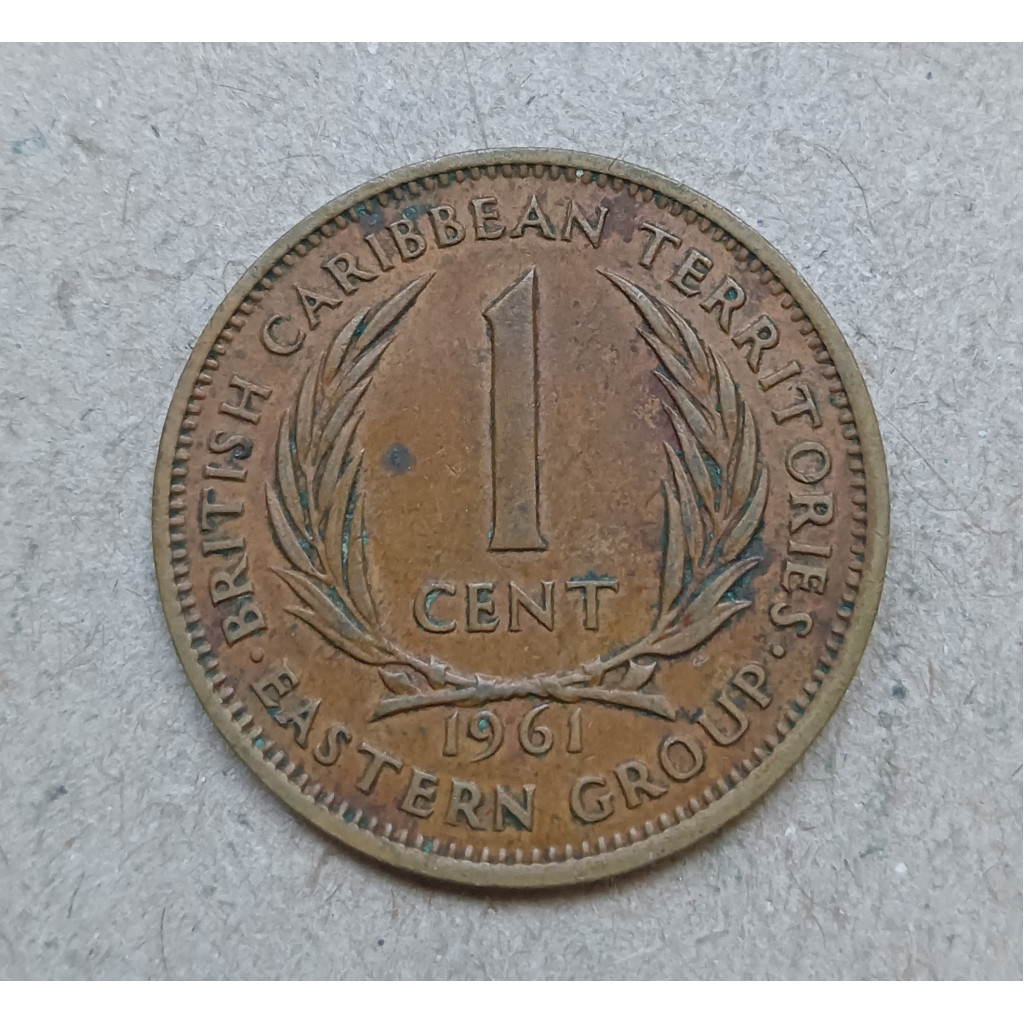 BRITISH CARIBBEAN TERRITORIES
1
CENT
1961
· EASTERN GROUP ·